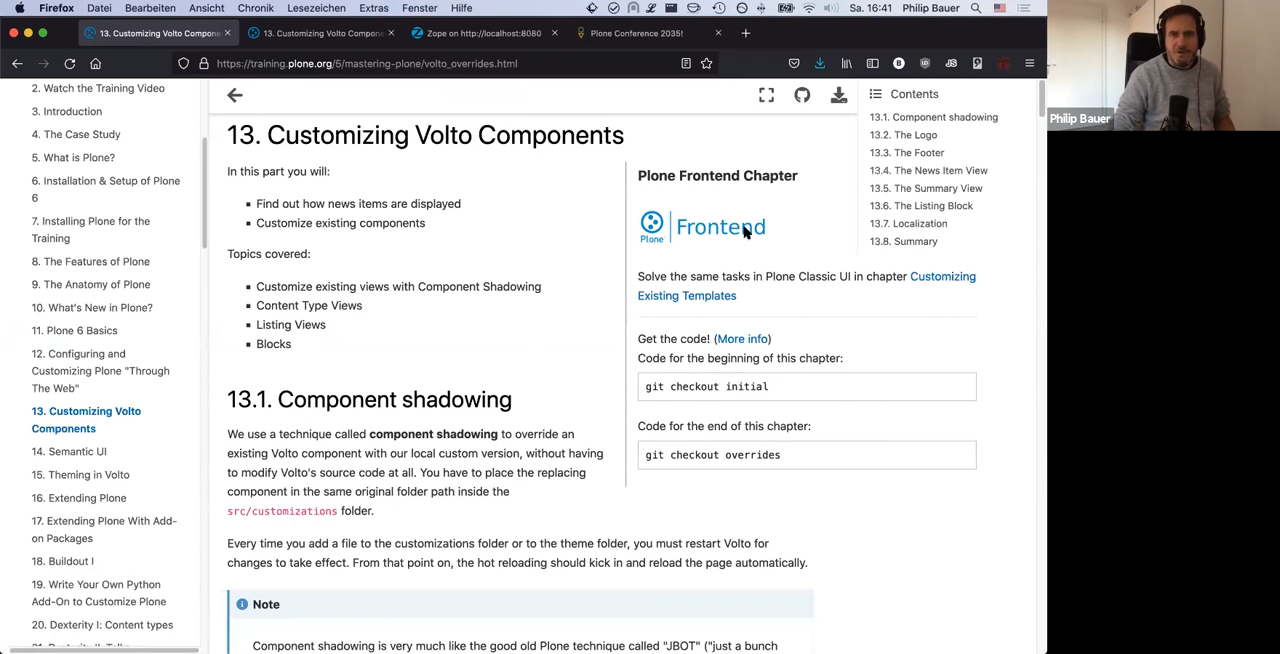 Firefox Datei Bearbeiten Ansicht Chronik Lesezeichen Extras Fenster Hilfe Sa. 16:41 Philip Bauer
13. Customizing Volto Compone
13. Customizing Volto Compone
Zope on http://localhost:8080
Plone Conference 2035!
https://training.plone.org/5/mastering-plone/volto_overrides.html
2. Watch the Training Video
3. Introduction
4. The Case Study
5. What is Plone?
6. Installation & Setup of Plone
6
7. Installing Plone for the
Training
8. The Features of Plone
9. The Anatomy of Plone
10. What's New in Plone?
11. Plone 6 Basics
12. Configuring and
Customizing Plone "Through
The Web"
13. Customizing Volto
Components
14. Semantic UI
15. Theming in Volto
16. Extending Plone
17. Extending Plone With Add-
on Packages
18. Buildout I
19. Write Your Own Python
Add-On to Customize Plone
20. Dexterity I: Content types
13. Customizing Volto Components
In this part you will:
Find out how news items are displayed
Customize existing components
Topics covered:
Customize existing views with Component Shadowing
Content Type Views
Listing Views
Blocks
Plone Frontend Chapter
Plone
Frontend
Solve the same tasks in Plone Classic UI in chapter Customizing
Existing Templates
Get the code! (More info)
Code for the beginning of this chapter:
git checkout initial
Code for the end of this chapter:
git checkout overrides
13.1. Component shadowing
We use a technique called component shadowing to override an
existing Volto component with our local custom version, without having
to modify Volto's source code at all. You have to place the replacing
component in the same original folder path inside the
src/customizations folder.
Every time you add a file to the customizations folder or to the theme folder, you must restart Volto for
changes to take effect. From that point on, the hot reloading should kick in and reload the page automatically.
Note
Component shadowing is very much like the good old Plone technique called "JBOT" ("just a bunch
Contents
13.1. Component shadowing
13.2. The Logo
13.3. The Footer
13.4. The News Item View
13.5. The Summary View
13.6. The Listing Block
13.7. Localization
13.8. Summary
Philip Bauer